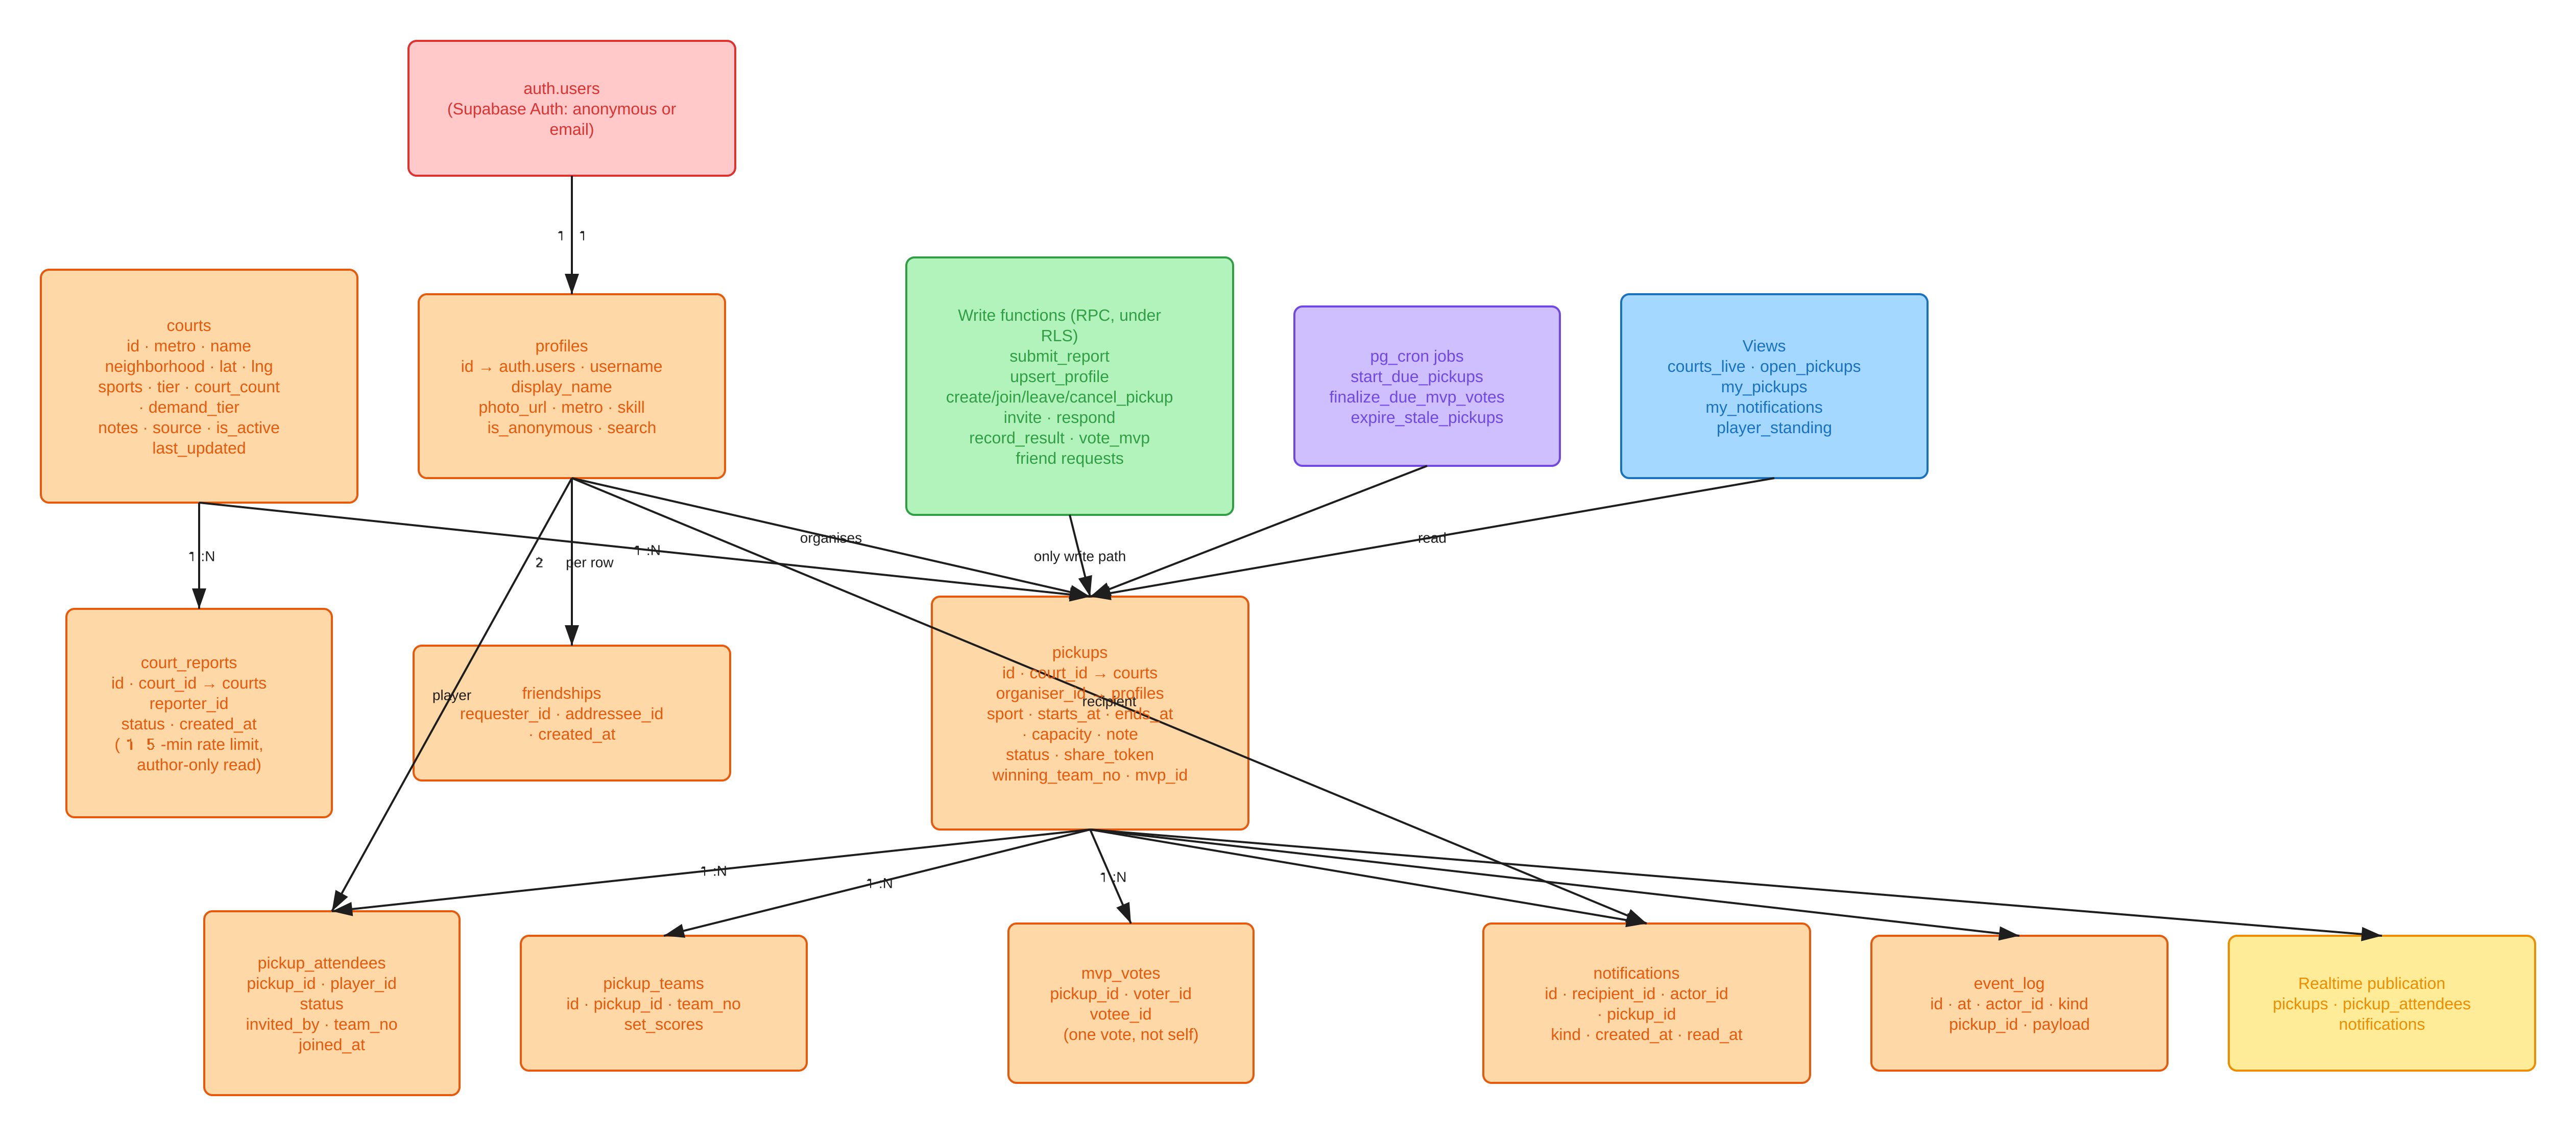 auth.users
(Supabase Auth: anonymous or
email)
1 1
courts
id · metro · name
neighborhood · lat · lng
sports · tier · court_count
· demand_tier
notes · source · is_active
last_updated
profiles
id → auth.users · username
display_name
photo_url · metro · skill
is_anonymous · search
Write functions (RPC, under
RLS)
submit_report
upsert_profile
create/join/leave/cancel_pickup
invite · respond
record_result · vote_mvp
friend requests
pg_cron jobs
start_due_pickups
finalize_due_mvp_votes
expire_stale_pickups
Views
courts_live · open_pickups
my_pickups
my_notifications
player_standing
1:N
2 per row
1:N
organises
only write path
read
court_reports
id · court_id → courts
reporter_id
status · created_at
(15-min rate limit,
author-only read)
player
friendships
requester_id · addressee_id
· created_at
pickups
id · court_id → courts
organiser_id → profiles
sport · starts_at · ends_at
· capacity · note
status · share_token
winning_team_no · mvp_id
recipient
1:N
1:N
1:N
pickup_attendees
pickup_id · player_id
status
invited_by · team_no
joined_at
pickup_teams
id · pickup_id · team_no
set_scores
mvp_votes
pickup_id · voter_id
votee_id
(one vote, not self)
notifications
id · recipient_id · actor_id
· pickup_id
kind · created_at · read_at
event_log
id · at · actor_id · kind
pickup_id · payload
Realtime publication
pickups · pickup_attendees
notifications